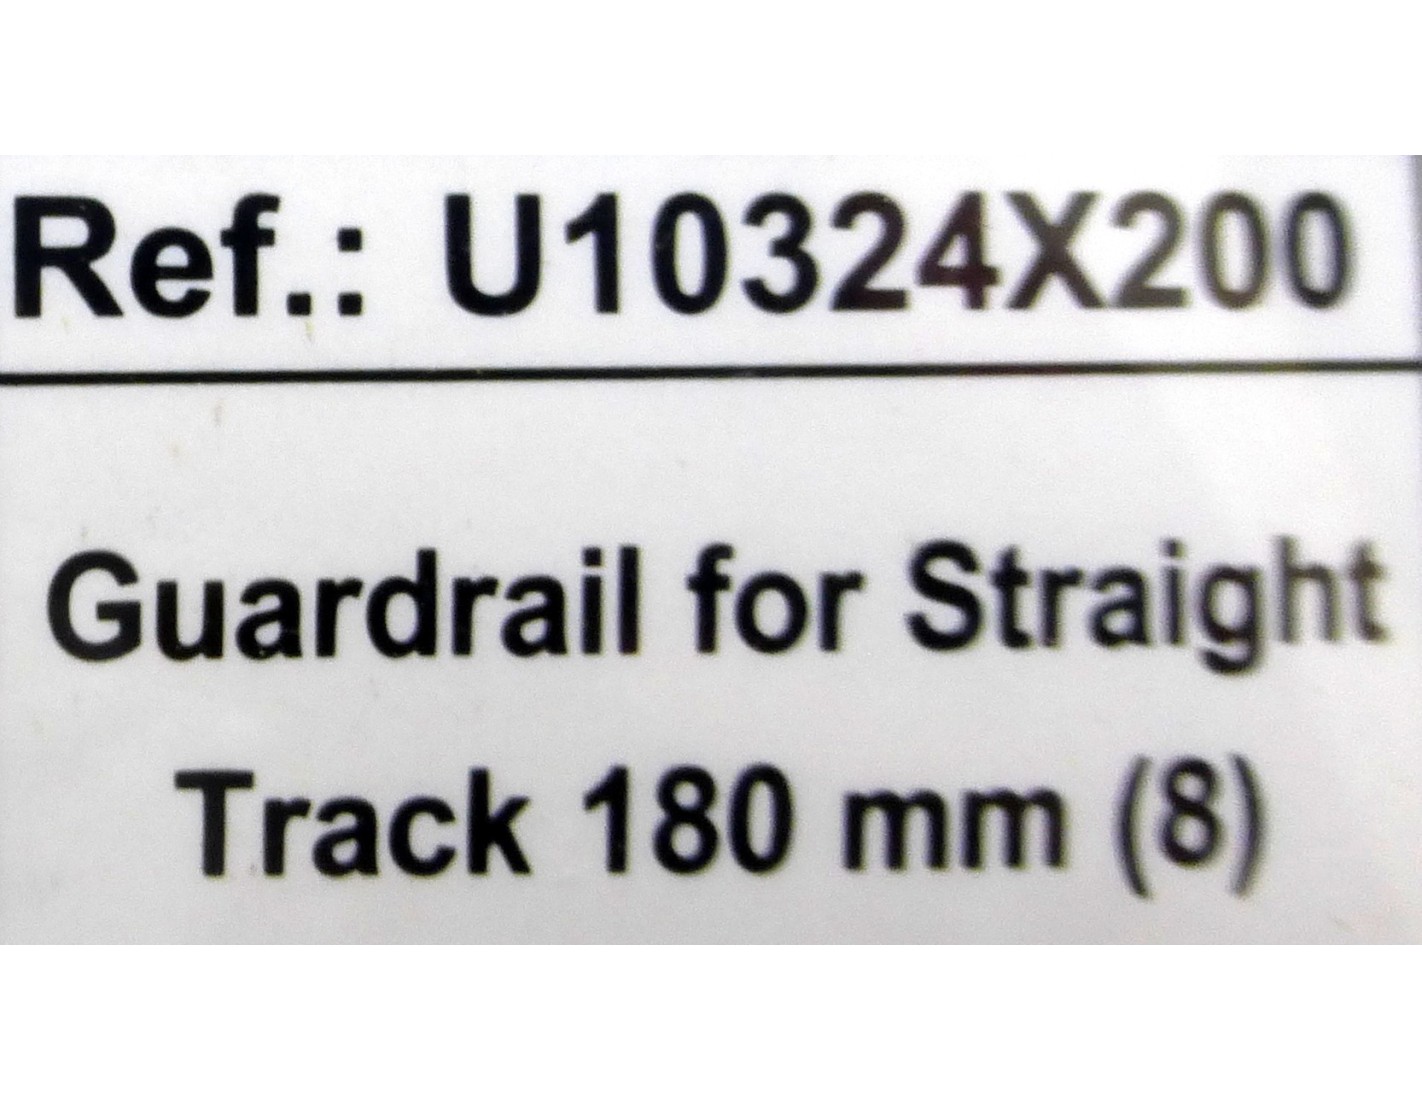 Ref.: U10324X200
Guardrail for Straight
Track 180 mm (8)